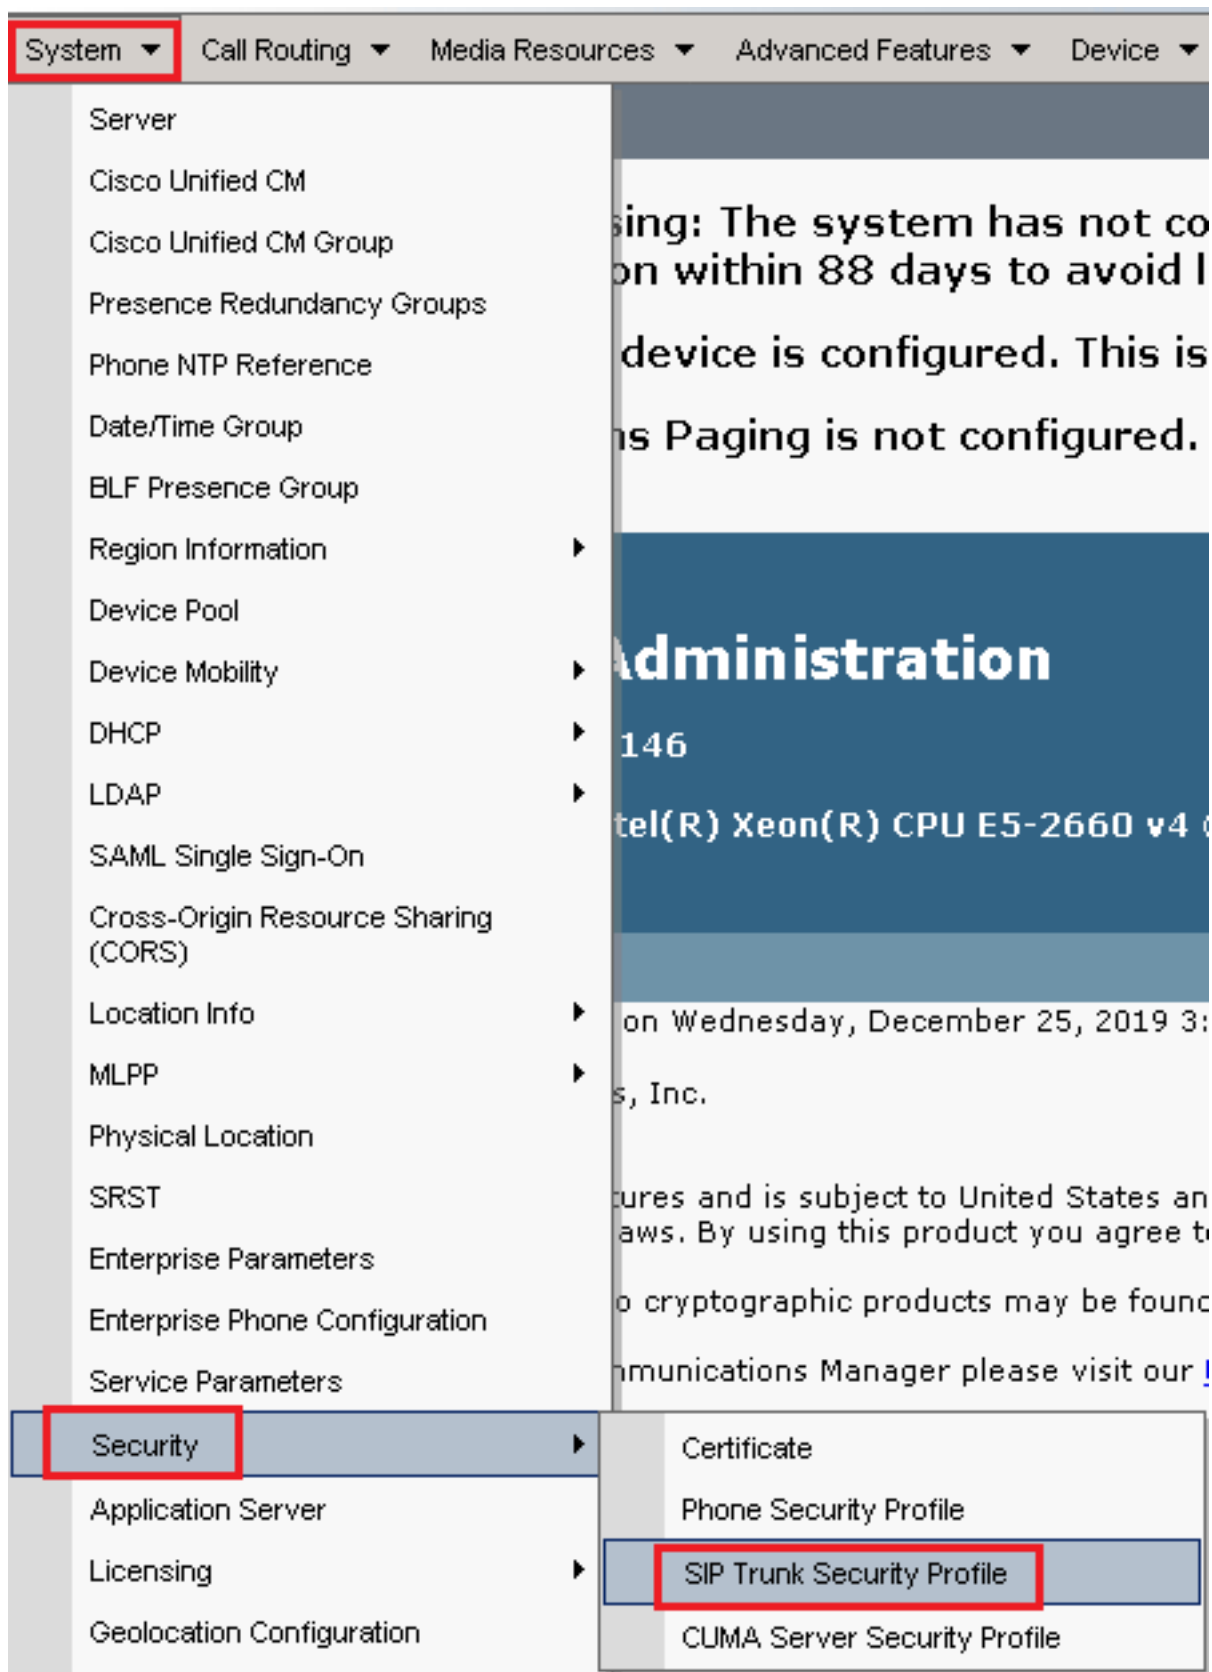 System Call Routing Media Resources Advanced Features Device
Server
Cisco Unified CM
Cisco Unified CM Group
Presence Redundancy Groups
Phone NTP Reference
Date/Time Group
BLF Presence Group
Region Information
Device Pool
Device Mobility
DHCP
LDAP
SAML Single Sign-On
Cross-Origin Resource Sharing
(CORS)
Location Info
MLPP
Physical Location
SRST
Enterprise Parameters
Enterprise Phone Configuration
Service Parameters
Security
Application Server
Licensing
Geolocation Configuration
Certificate
Phone Security Profile
SIP Trunk Security Profile
CUMA Server Security Profile
sing: The system has not co
on within 88 days to avoid l
device is configured. This is
ns Paging is not configured.
Administration
146
tel(R) Xeon(R) CPU E5-2660 v4
on Wednesday, December 25, 2019 3:
s, Inc.
tures and is subject to United States an
aws. By using this product you agree to
o cryptographic products may be found
mmunications Manager please visit our